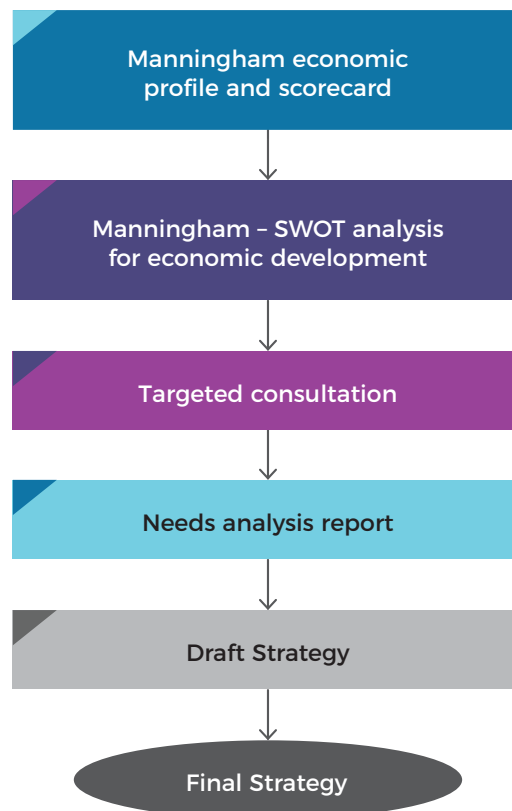 Manningham economic
profile and scorecard
Manningham – SWOT analysis
for economic development
Targeted consultation
Needs analysis report
Draft Strategy
Final Strategy